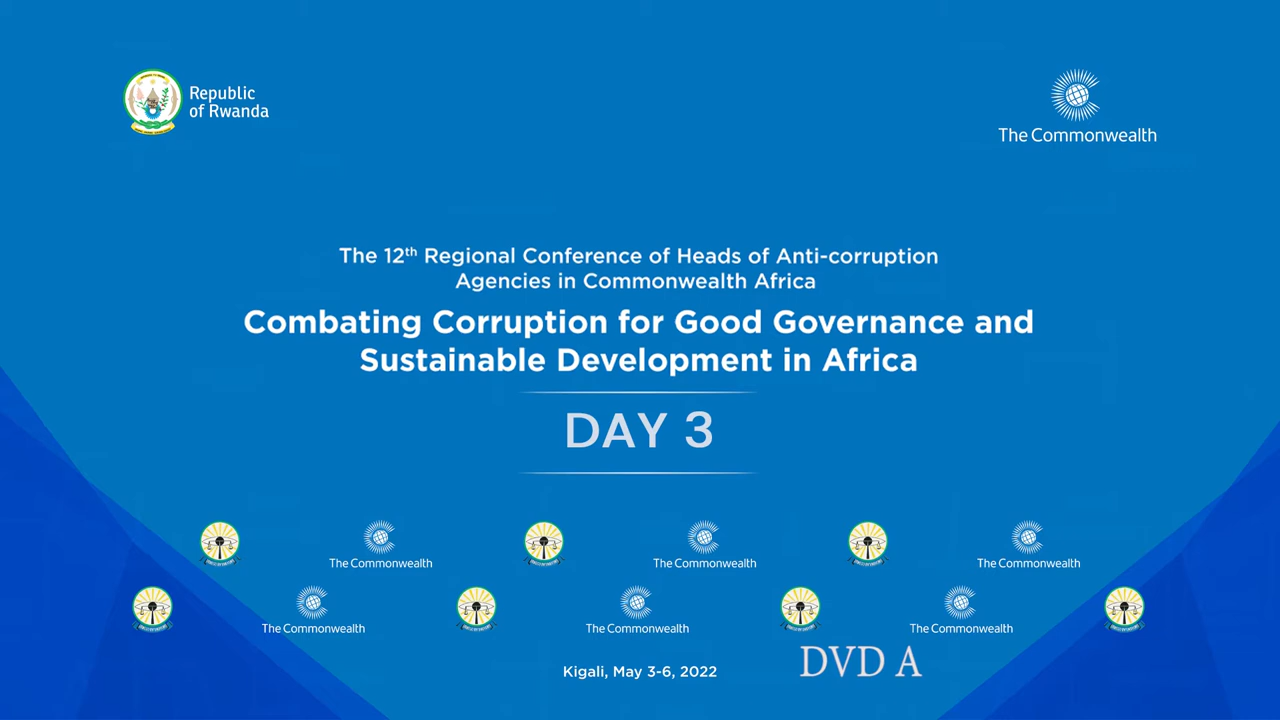 Republic
of Rwanda
The Commonwealth
The 12th Regional Conference of Heads of Anti-corruption
Agencies in Commonwealth Africa
Combating Corruption for Good Governance and
Sustainable Development in Africa
DAY 3
The Commonwealth
The Commonwealth
The Commonwealth
The Commonwealth
The Commonwealth
The Commonwealth
Kigali, May 3-6, 2022
DVD A